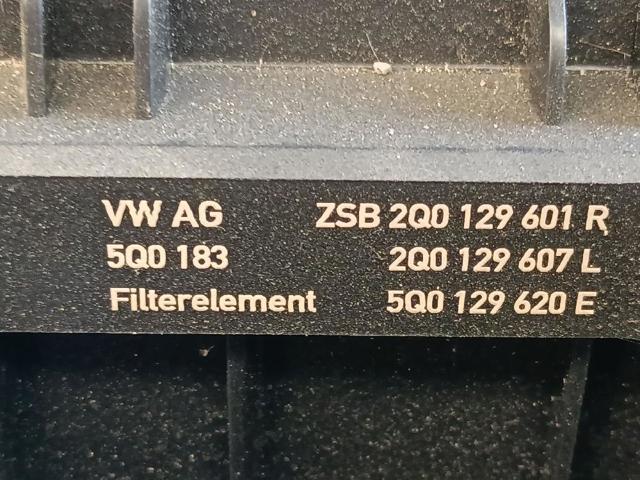 VW AG ZSB 2Q0 129 601 R
5Q0 183 2Q0 129 607 L
Filterelement 5Q0 129 620 E